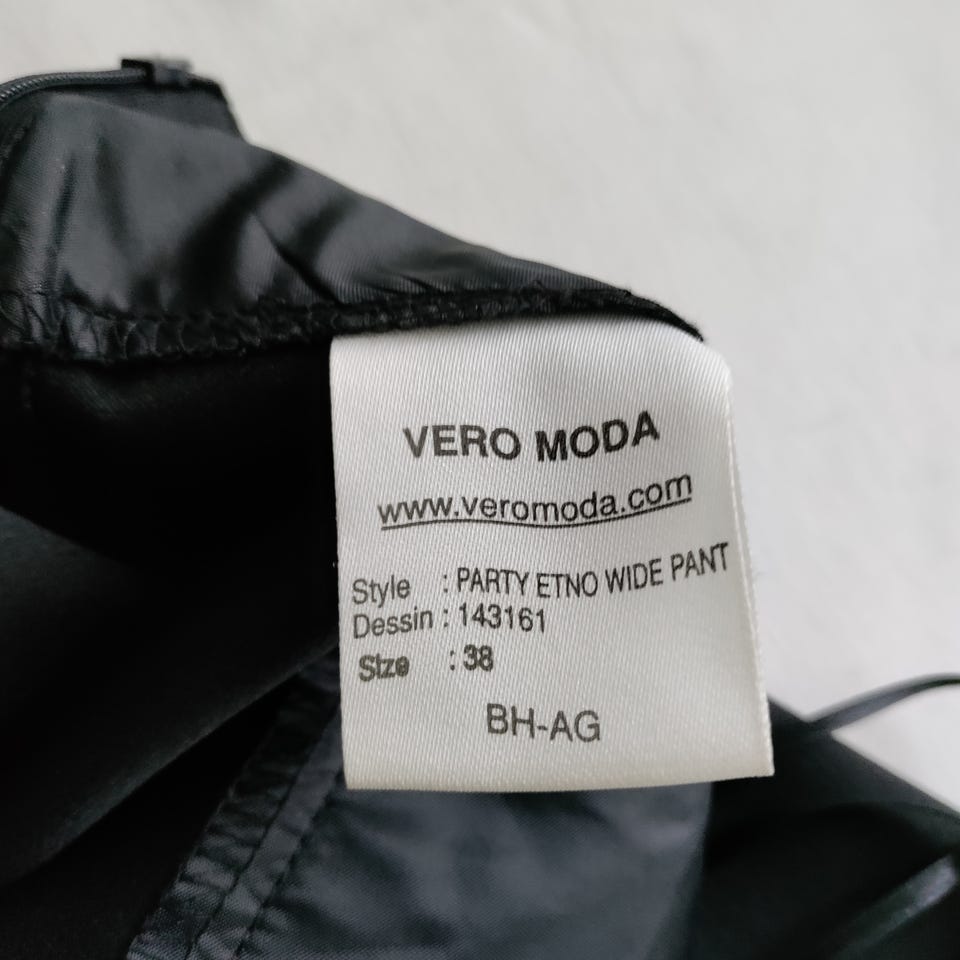 VERO MODA
www.veromoda.com
Style : PARTY ETNO WIDE PANT
Dessin : 143161
Size : 38
BH-AG